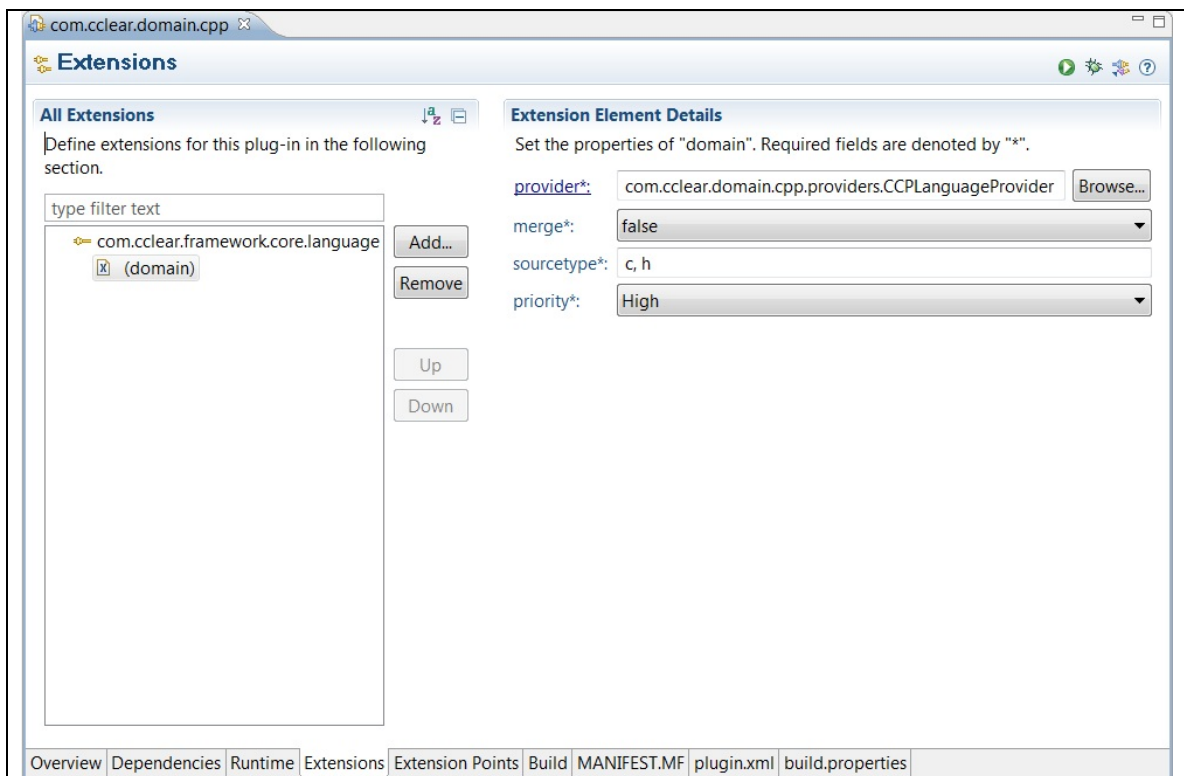 com.cclear.domain.cpp
Extensions
All Extensions
Define extensions for this plug-in in the following
section.
type filter text
com.cclear.framework.core.language
(domain)
Add...
Remove
Up
Down
Extension Element Details
Set the properties of "domain". Required fields are denoted by "*".
provider*: com.cclear.domain.cpp.providers.CCPLanguageProvider Browse...
merge*: false
sourcetype*: c, h
priority*: High
Overview Dependencies Runtime Extensions Extension Points Build MANIFEST.MF plugin.xml build.properties